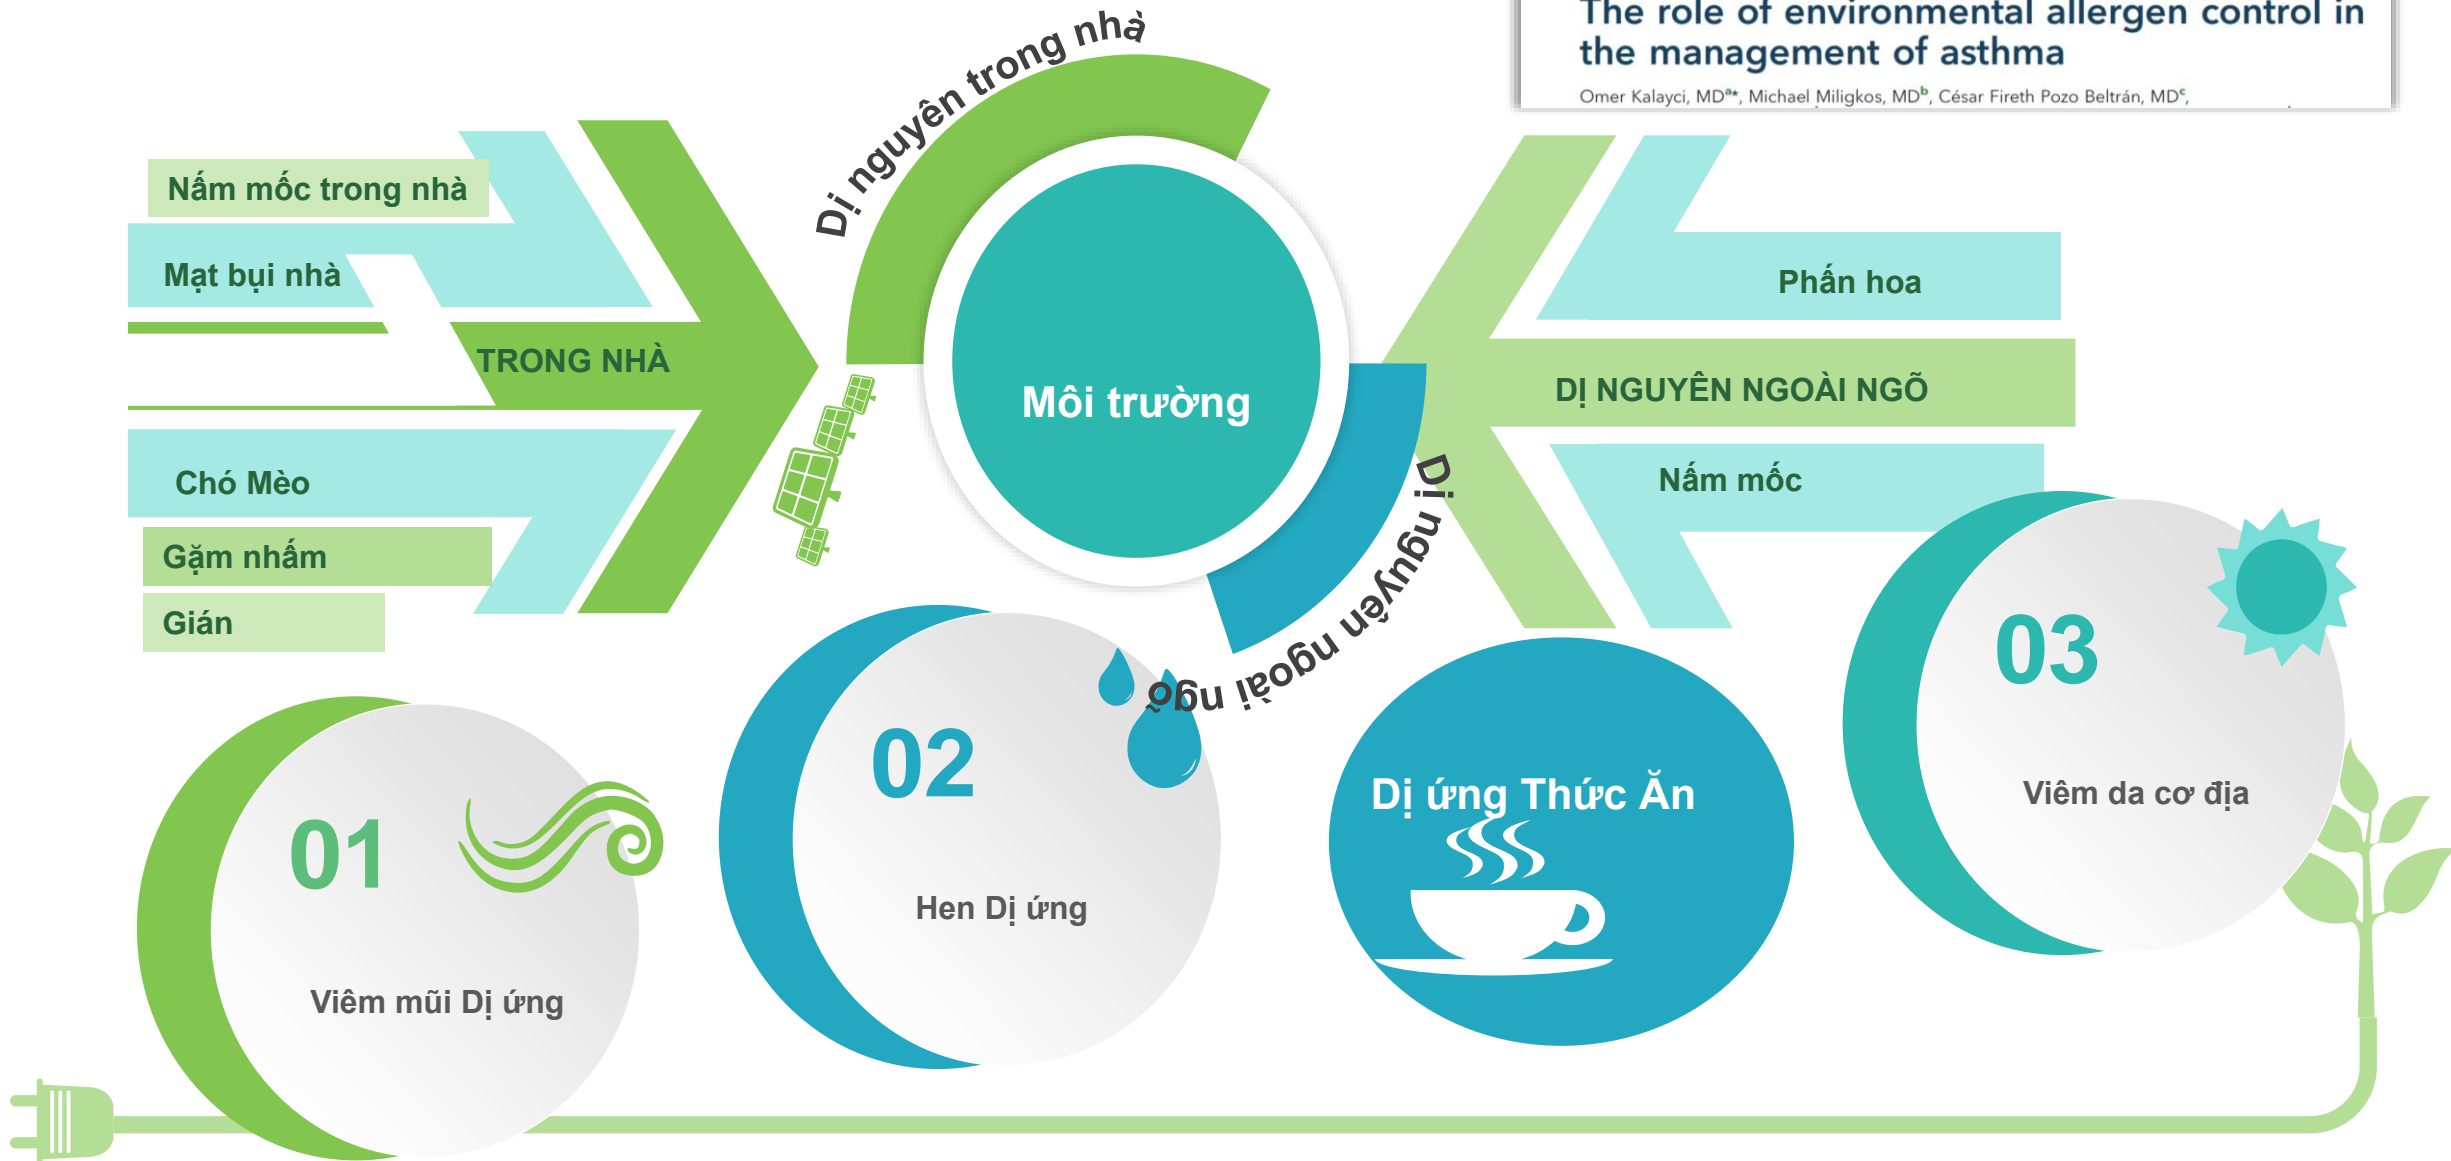 The role of environmental allergen control in
the management of asthma
Omer Kalayci, MDa*, Michael Miligkos, MDb, César Fireth Pozo Beltrán, MDc,
Dị nguyên trong nhà
Nấm mốc trong nhà
Mạt bụi nhà
TRONG NHÀ
Chó Mèo
Gặm nhấm
Gián
Môi trường
Phấn hoa
DỊ NGUYÊN NGOÀI NGÕ
Nấm mốc
Dị nguyên ngoài ngõ
01
Viêm mũi Dị ứng
02
Hen Dị ứng
Dị ứng Thức Ăn
03
Viêm da cơ địa